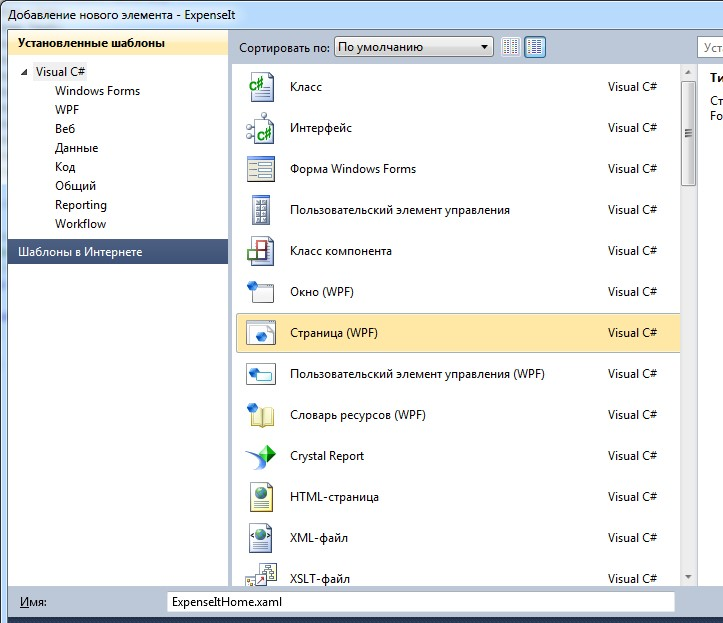 Добавление нового элемента - ExpenseIt
Установленные шаблоны
Visual C#
Windows Forms
WPF
Веб
Данные
Код
Общий
Reporting
Workflow
Шаблоны в Интернете
Сортировать по: По умолчанию
Уст
Класс Visual C#
Интерфейс Visual C#
Форма Windows Forms Visual C#
Пользовательский элемент управления Visual C#
Класс компонента Visual C#
Окно (WPF) Visual C#
Страница (WPF) Visual C#
Пользовательский элемент управления (WPF) Visual C#
Словарь ресурсов (WPF) Visual C#
Crystal Report Visual C#
HTML-страница Visual C#
XML-файл Visual C#
XSLT-файл Visual C#
Ти
Ст
Fo
Имя: ExpenseItHome.xaml